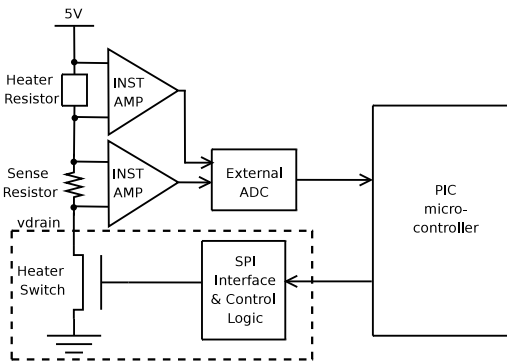 5V
Heater
Resistor
INST
AMP
Sense
Resistor
INST
AMP
External
ADC
PIC
micro-
controller
vdrain
Heater
Switch
SPI
Interface
& Control
Logic